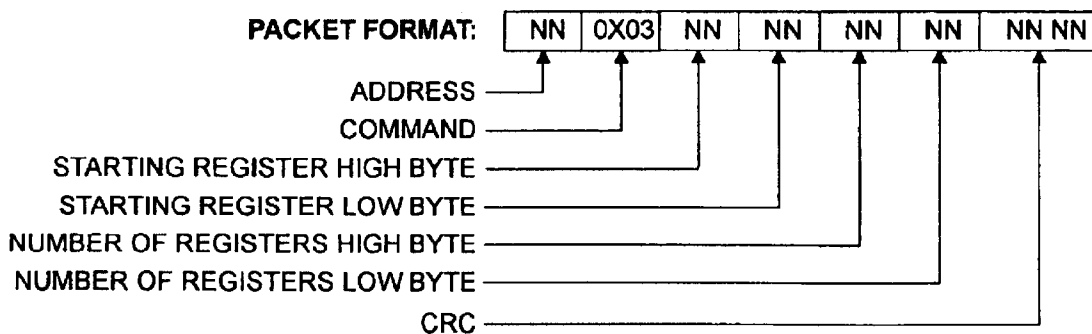 PACKET FORMAT: NN 0X03 NN NN NN NN NN NN
ADDRESS
COMMAND
STARTING REGISTER HIGH BYTE
STARTING REGISTER LOW BYTE
NUMBER OF REGISTERS HIGH BYTE
NUMBER OF REGISTERS LOW BYTE
CRC